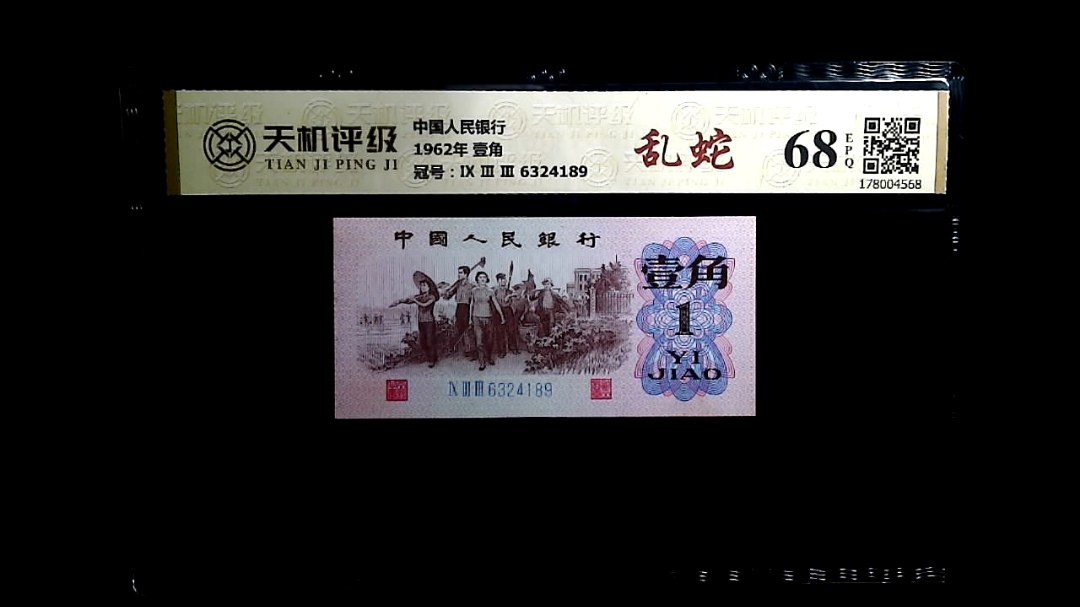 天机评级
TIAN JI PING JI
中国人民银行
1962年 壹角
冠号：Ⅸ Ⅲ Ⅲ 6324189
乱蛇
68
EPQ
178004568
中國人民銀行
壹角
1
YI
JIAO
Ⅸ Ⅲ Ⅲ 6324189